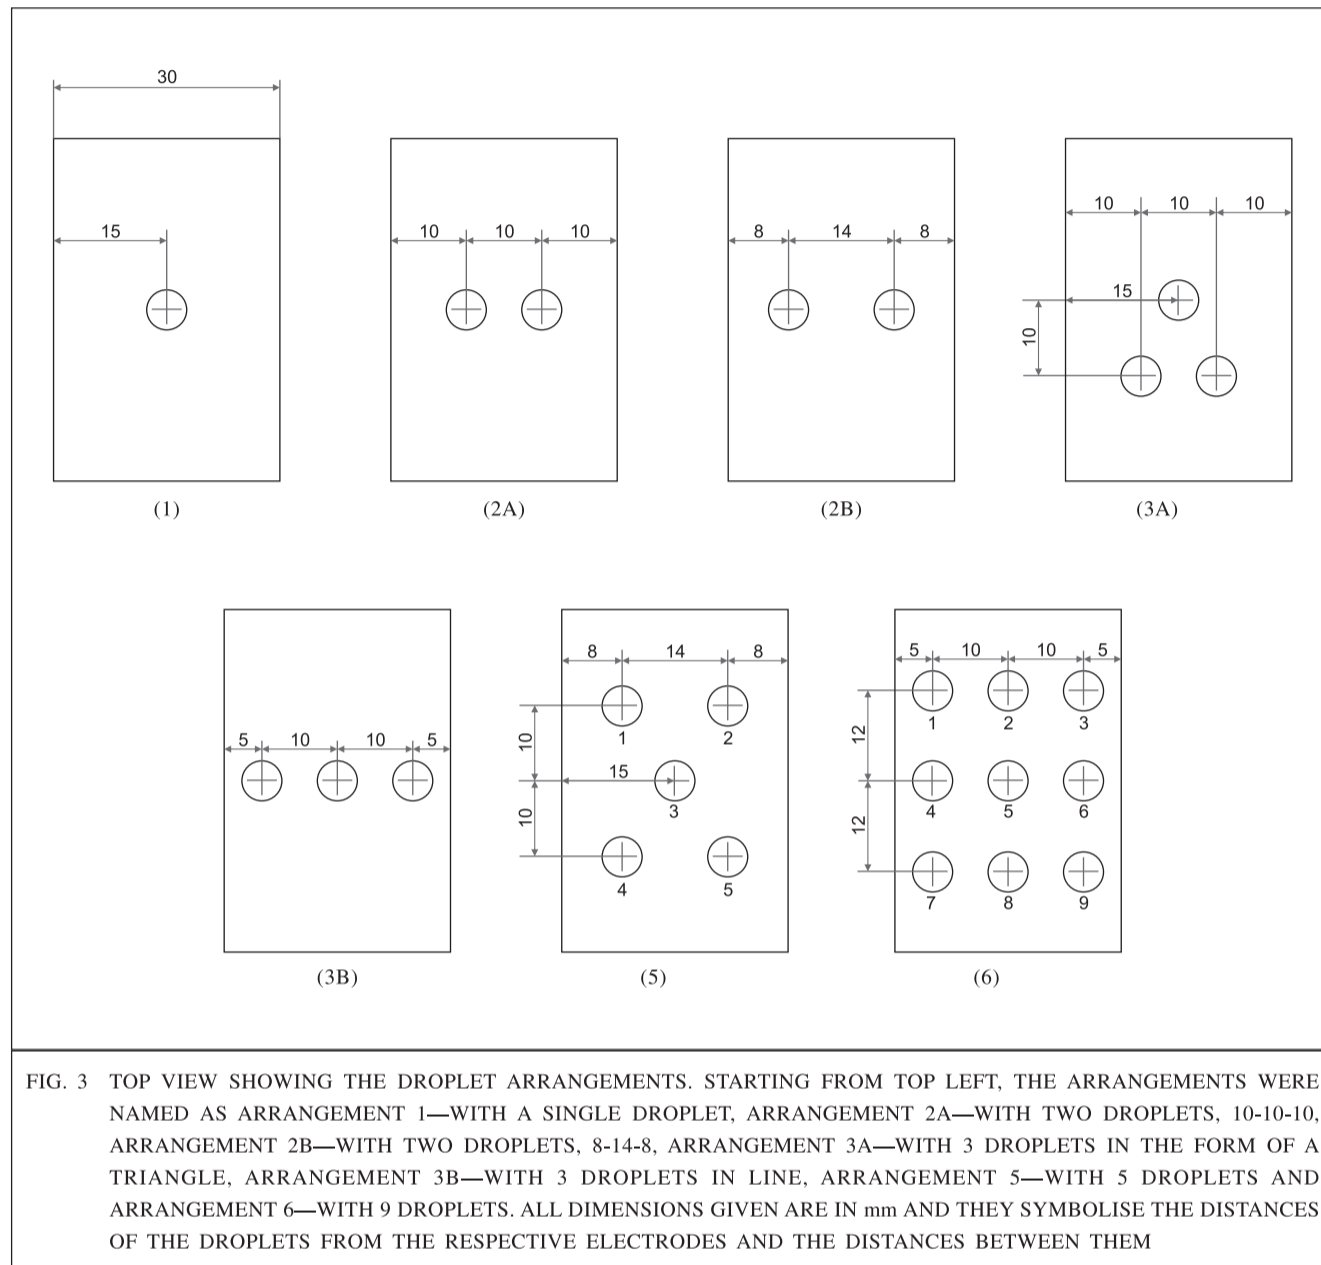 30
15
(1)
10 10 10
(2A)
8 14 8
(2B)
10 10 10
15
10
(3A)
5 10 10 5
(3B)
8 14 8
10
1 2
15
3
10
4 5
(5)
5 10 10 5
1 2 3
12
4 5 6
12
7 8 9
(6)
FIG. 3 TOP VIEW SHOWING THE DROPLET ARRANGEMENTS. STARTING FROM TOP LEFT, THE ARRANGEMENTS WERE
NAMED AS ARRANGEMENT 1—WITH A SINGLE DROPLET, ARRANGEMENT 2A—WITH TWO DROPLETS, 10-10-10,
ARRANGEMENT 2B—WITH TWO DROPLETS, 8-14-8, ARRANGEMENT 3A—WITH 3 DROPLETS IN THE FORM OF A
TRIANGLE, ARRANGEMENT 3B—WITH 3 DROPLETS IN LINE, ARRANGEMENT 5—WITH 5 DROPLETS AND
ARRANGEMENT 6—WITH 9 DROPLETS. ALL DIMENSIONS GIVEN ARE IN mm AND THEY SYMBOLISE THE DISTANCES
OF THE DROPLETS FROM THE RESPECTIVE ELECTRODES AND THE DISTANCES BETWEEN THEM